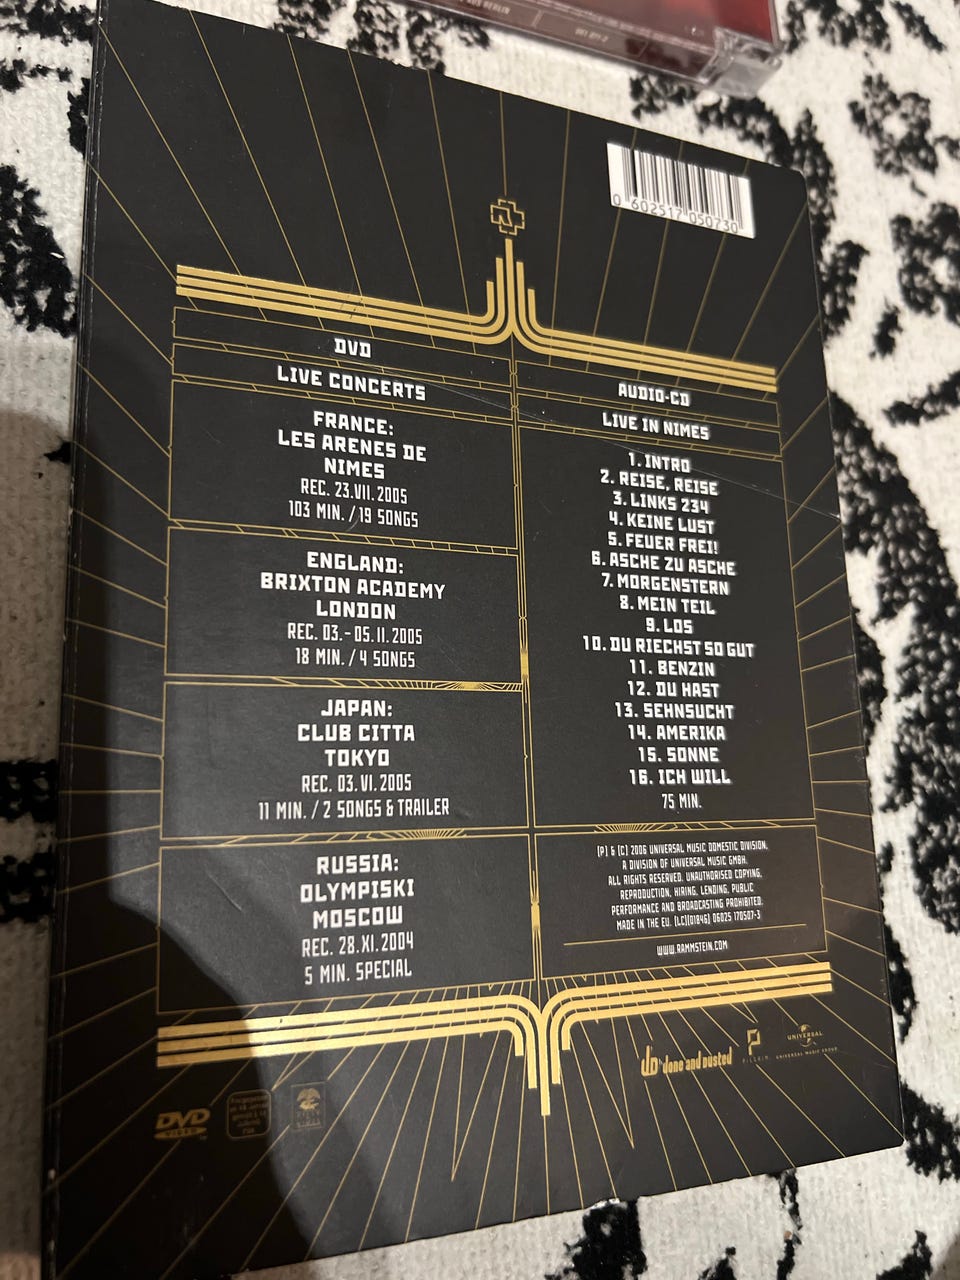 0 602517 050730
DVD
LIVE CONCERTS
FRANCE:
LES ARENES DE
NIMES
REC. 23.VII.2005
103 MIN. / 19 SONGS
ENGLAND:
BRIXTON ACADEMY
LONDON
REC. 03.-05.II.2005
18 MIN. / 4 SONGS
JAPAN:
CLUB CITTA
TOKYO
REC. 03.VI.2005
11 MIN. / 2 SONGS & TRAILER
RUSSIA:
OLYMPISKI
MOSCOW
REC. 28.XI.2004
5 MIN. SPECIAL
AUDIO-CD
LIVE IN NIMES
1. INTRO
2. REISE, REISE
3. LINKS 234
4. KEINE LUST
5. FEUER FREI!
6. ASCHE ZU ASCHE
7. MORGENSTERN
8. MEIN TEIL
9. LOS
10. DU RIECHST SO GUT
11. BENZIN
12. DU HAST
13. SEHNSUCHT
14. AMERIKA
15. SONNE
16. ICH WILL
75 MIN.
(P) & (C) 2006 UNIVERSAL MUSIC DOMESTIC DIVISION,
A DIVISION OF UNIVERSAL MUSIC GMBH.
ALL RIGHTS RESERVED. UNAUTHORISED COPYING,
REPRODUCTION, HIRING, LENDING, PUBLIC
PERFORMANCE AND BROADCASTING PROHIBITED.
MADE IN THE EU. (LC)(01846) 06025 170507-3
WWW.RAMMSTEIN.COM
done and dusted
PILGRIM
UNIVERSAL
UNIVERSAL MUSIC GROUP
DVD
VIDEO